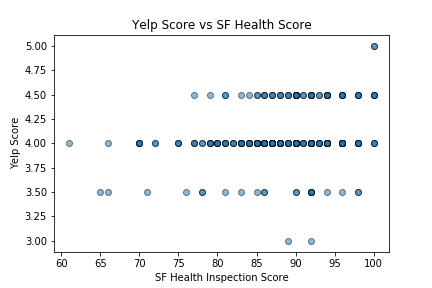 Yelp Score vs SF Health Score
5.00
4.75
4.50
4.25
4.00
3.75
3.50
3.25
3.00
Yelp Score
60 65 70 75 80 85 90 95 100
SF Health Inspection Score